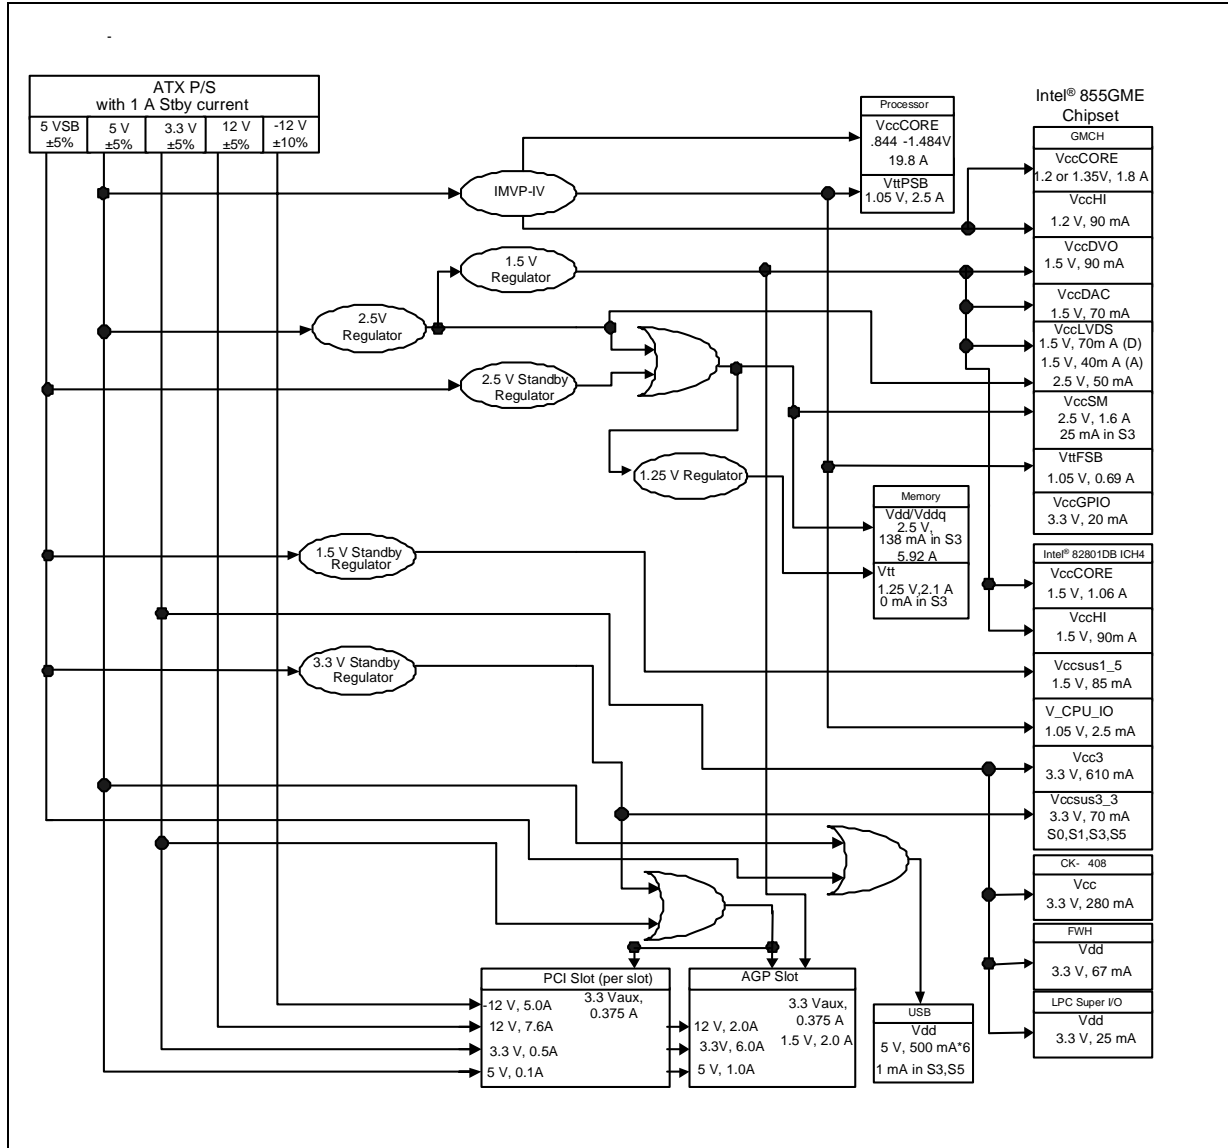 -
ATX P/S
with 1 A Stby current
5 VSB
±5%
5 V
±5%
3.3 V
±5%
12 V
±5%
-12 V
±10%
Processor
VccCORE
.844 -1.484V
19.8 A
VttPSB
1.05 V, 2.5 A
IMVP-IV
1.5 V
Regulator
2.5V
Regulator
2.5 V Standby
Regulator
1.25 V Regulator
Memory
Vdd/Vddq
2.5 V,
138 mA in S3
5.92 A
Vtt
1.25 V,2.1 A
0 mA in S3
1.5 V Standby
Regulator
3.3 V Standby
Regulator
Intel® 855GME
Chipset
GMCH
VccCORE
1.2 or 1.35V, 1.8 A
VccHI
1.2 V, 90 mA
VccDVO
1.5 V, 90 mA
VccDAC
1.5 V, 70 mA
VccLVDS
1.5 V, 70m A (D)
1.5 V, 40m A (A)
2.5 V, 50 mA
VccSM
2.5 V, 1.6 A
25 mA in S3
VttFSB
1.05 V, 0.69 A
VccGPIO
3.3 V, 20 mA
Intel® 82801DB ICH4
VccCORE
1.5 V, 1.06 A
VccHI
1.5 V, 90m A
Vccsus1_5
1.5 V, 85 mA
V_CPU_IO
1.05 V, 2.5 mA
Vcc3
3.3 V, 610 mA
Vccsus3_3
3.3 V, 70 mA
S0,S1,S3,S5
CK- 408
Vcc
3.3 V, 280 mA
FWH
Vdd
3.3 V, 67 mA
LPC Super I/O
Vdd
3.3 V, 25 mA
PCI Slot (per slot)
3.3 Vaux,
0.375 A
-12 V, 5.0A
12 V, 7.6A
3.3 V, 0.5A
5 V, 0.1A
AGP Slot
3.3 Vaux,
0.375 A
12 V, 2.0A
1.5 V, 2.0 A
3.3V, 6.0A
5 V, 1.0A
USB
Vdd
5 V, 500 mA*6
1 mA in S3,S5